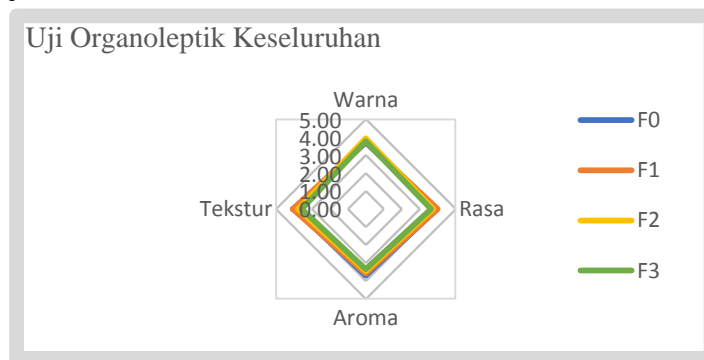 Uji Organoleptik Keseluruhan
Warna
5.00
4.00
3.00
2.00
1.00
0.00
Tekstur
Rasa
Aroma
F0
F1
F2
F3